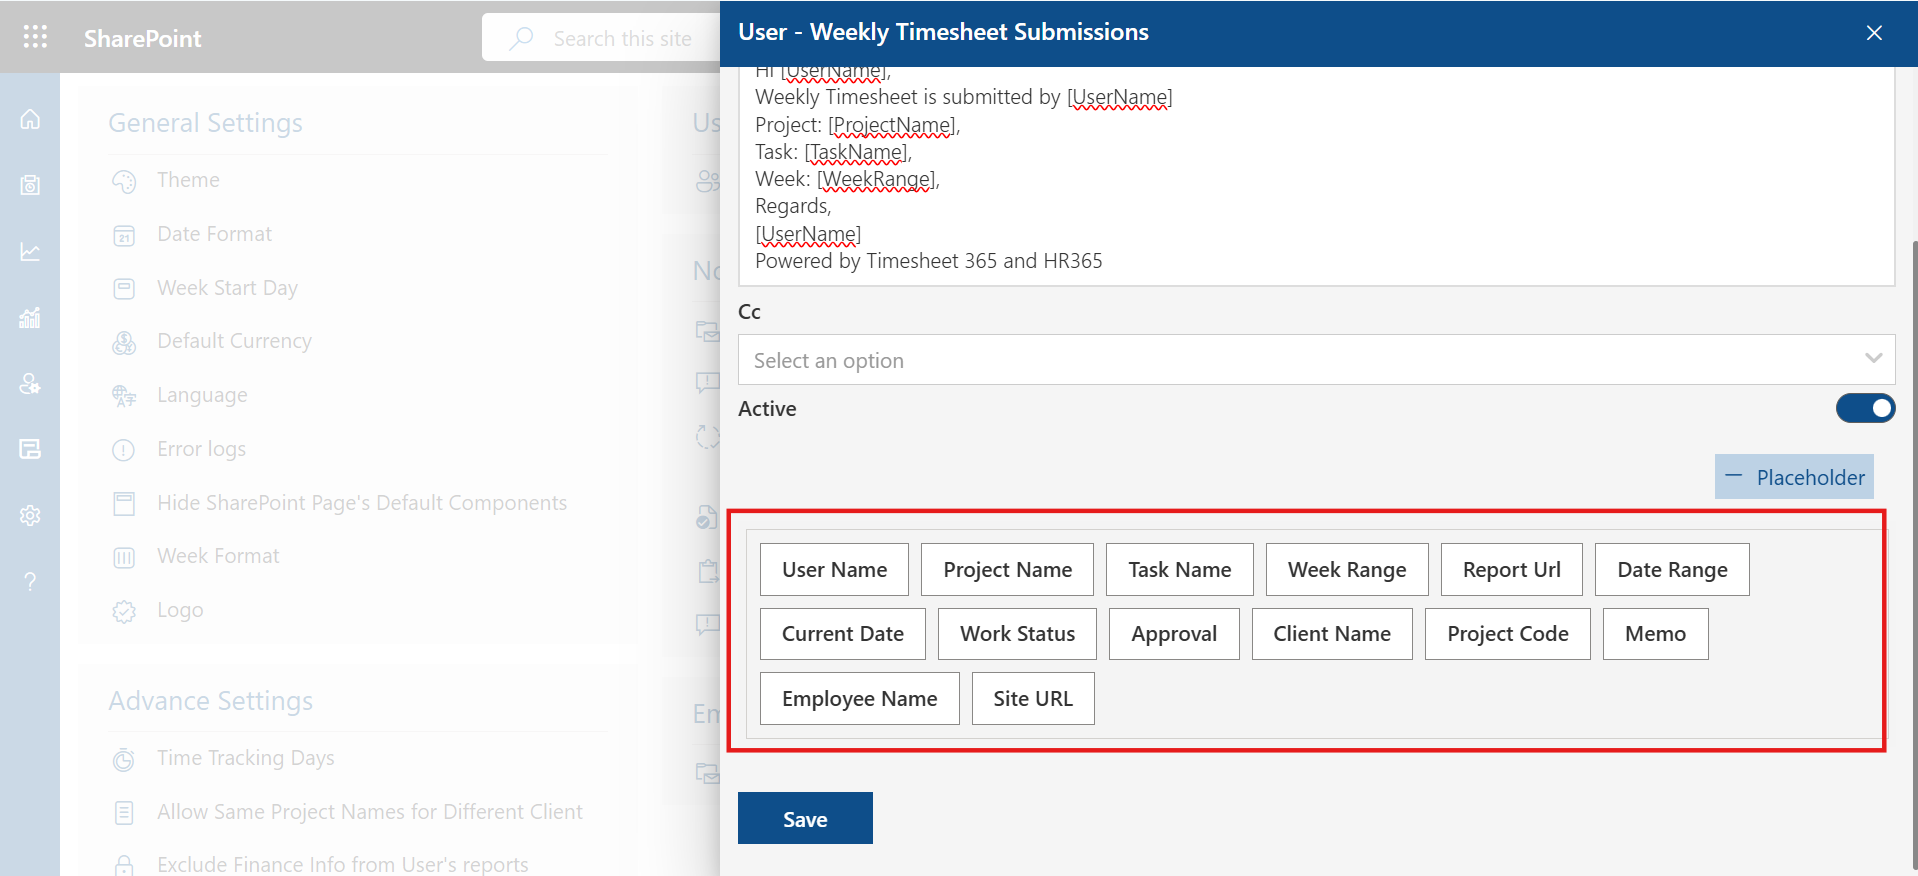 SharePoint
Search this site
General Settings
Theme
Date Format
21
Week Start Day
Default Currency
Language
Error logs
Hide SharePoint Page's Default Components
Week Format
Logo
Advance Settings
Time Tracking Days
Allow Same Project Names for Different Client
Exclude Finance Info from User's reports
Us
No
Em
User - Weekly Timesheet Submissions
Hi [UserName],
Weekly Timesheet is submitted by [UserName]
Project: [ProjectName],
Task: [TaskName],
Week: [WeekRange],
Regards,
[UserName]
Powered by Timesheet 365 and HR365
Cc
Select an option
Active
Placeholder
User Name Project Name Task Name Week Range Report Url Date Range
Current Date Work Status Approval Client Name Project Code Memo
Employee Name Site URL
Save